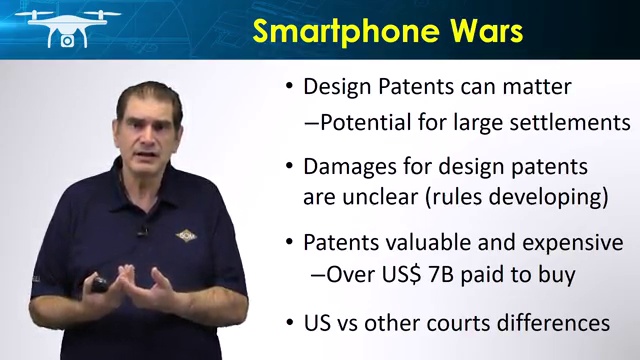 Smartphone Wars
• Design Patents can matter
–Potential for large settlements
• Damages for design patents
are unclear (rules developing)
• Patents valuable and expensive
–Over US$ 7B paid to buy
• US vs other courts differences